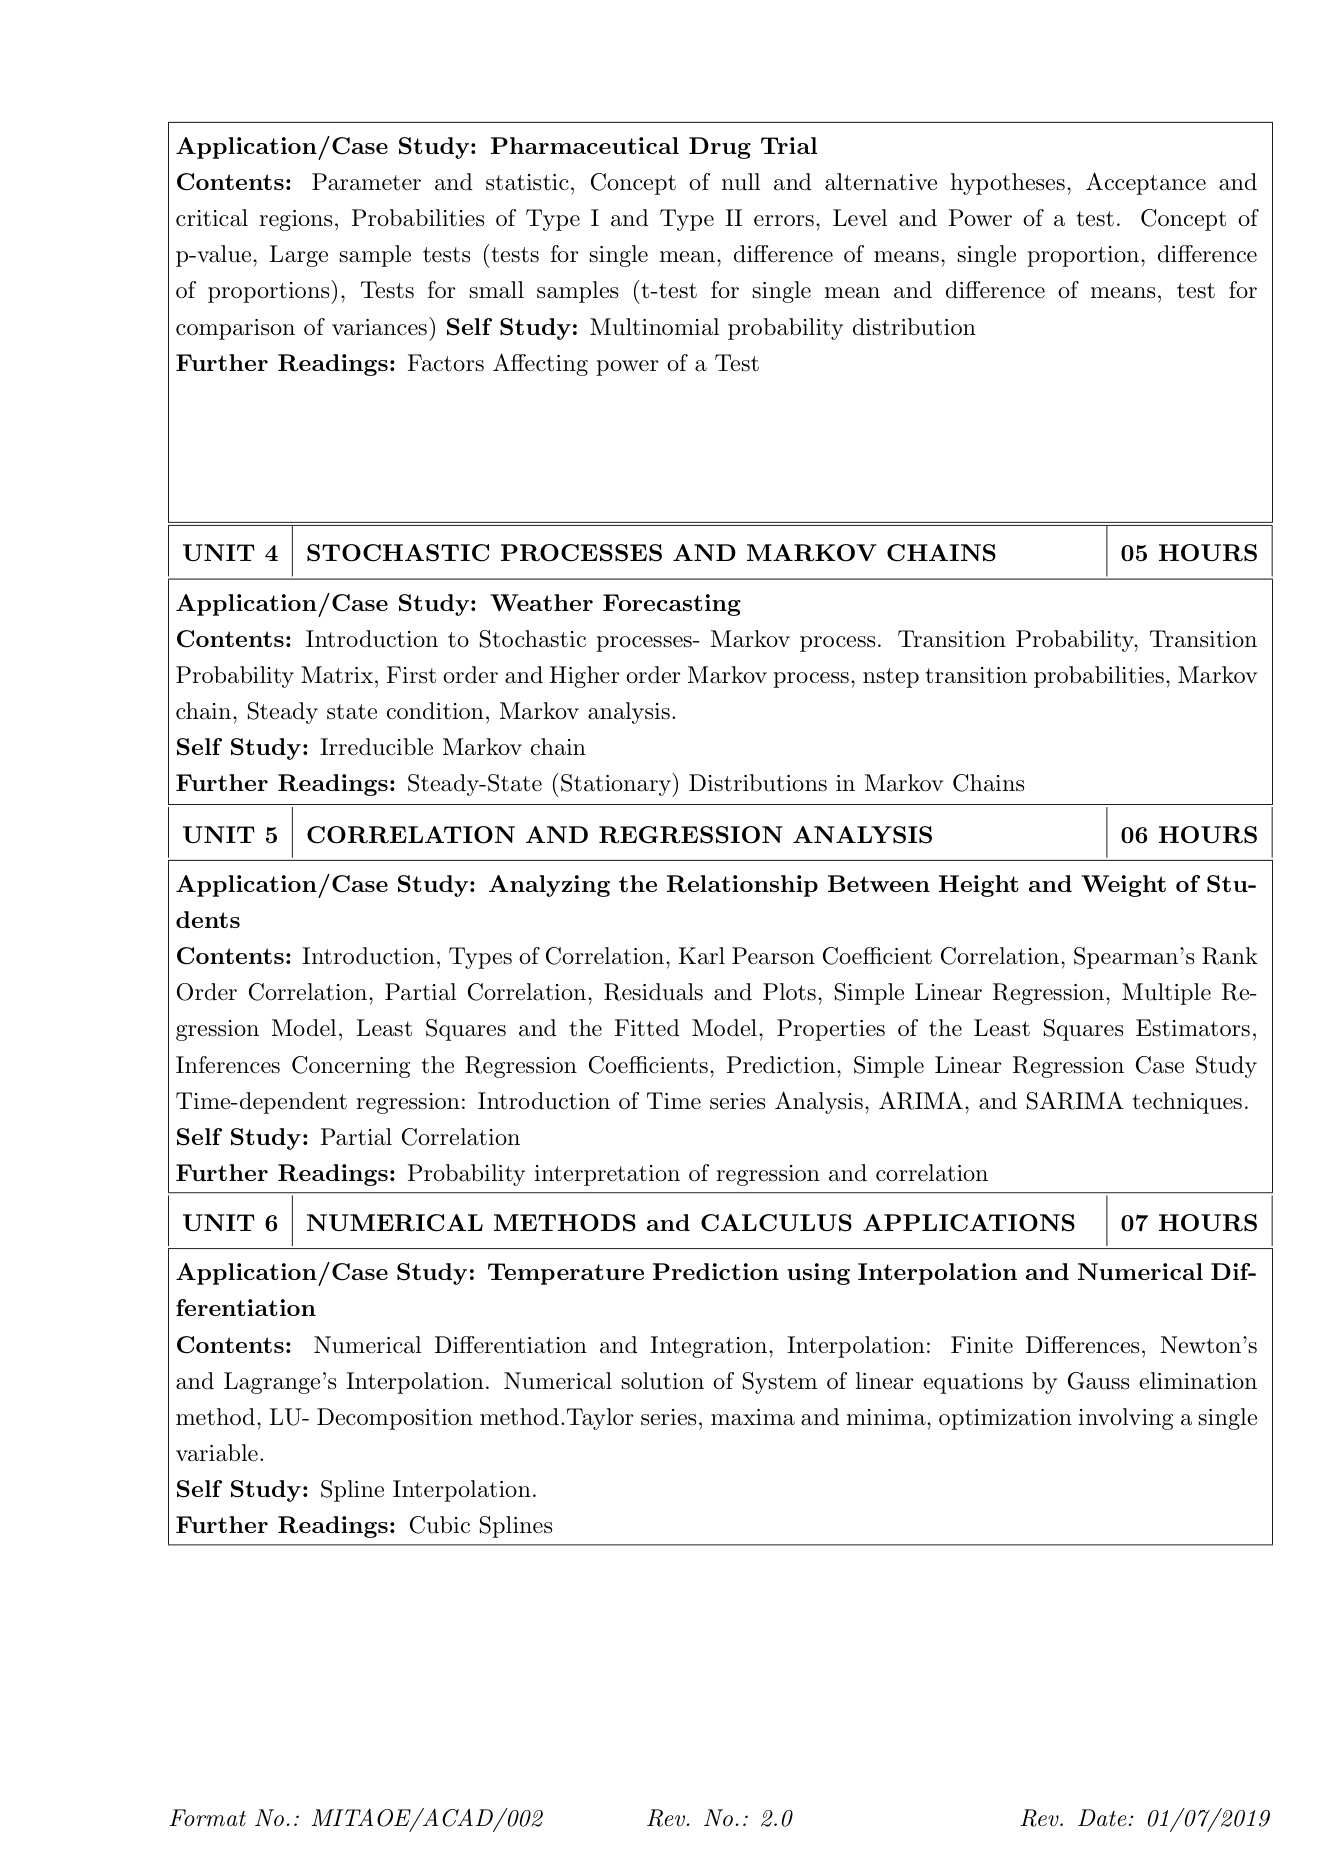 Application/Case Study: Pharmaceutical Drug Trial
Contents: Parameter and statistic, Concept of null and alternative hypotheses, Acceptance and
critical regions, Probabilities of Type I and Type II errors, Level and Power of a test. Concept of
p-value, Large sample tests (tests for single mean, difference of means, single proportion, difference
of proportions), Tests for small samples (t-test for single mean and difference of means, test for
comparison of variances) Self Study: Multinomial probability distribution
Further Readings: Factors Affecting power of a Test
UNIT 4 STOCHASTIC PROCESSES AND MARKOV CHAINS 05 HOURS
Application/Case Study: Weather Forecasting
Contents: Introduction to Stochastic processes- Markov process. Transition Probability, Transition
Probability Matrix, First order and Higher order Markov process, nstep transition probabilities, Markov
chain, Steady state condition, Markov analysis.
Self Study: Irreducible Markov chain
Further Readings: Steady-State (Stationary) Distributions in Markov Chains
UNIT 5 CORRELATION AND REGRESSION ANALYSIS 06 HOURS
Application/Case Study: Analyzing the Relationship Between Height and Weight of Stu-
dents
Contents: Introduction, Types of Correlation, Karl Pearson Coefficient Correlation, Spearman's Rank
Order Correlation, Partial Correlation, Residuals and Plots, Simple Linear Regression, Multiple Re-
gression Model, Least Squares and the Fitted Model, Properties of the Least Squares Estimators,
Inferences Concerning the Regression Coefficients, Prediction, Simple Linear Regression Case Study
Time-dependent regression: Introduction of Time series Analysis, ARIMA, and SARIMA techniques.
Self Study: Partial Correlation
Further Readings: Probability interpretation of regression and correlation
UNIT 6 NUMERICAL METHODS and CALCULUS APPLICATIONS 07 HOURS
Application/Case Study: Temperature Prediction using Interpolation and Numerical Dif-
ferentiation
Contents: Numerical Differentiation and Integration, Interpolation: Finite Differences, Newton's
and Lagrange's Interpolation. Numerical solution of System of linear equations by Gauss elimination
method, LU- Decomposition method.Taylor series, maxima and minima, optimization involving a single
variable.
Self Study: Spline Interpolation.
Further Readings: Cubic Splines
Format No.: MITAOE/ACAD/002 Rev. No.: 2.0 Rev. Date: 01/07/2019